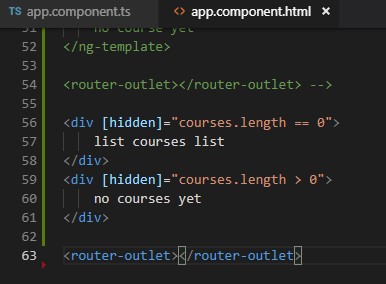 TS app.component.ts
<> app.component.html ×
51 no course yet
52 </ng-template>
53
54 <router-outlet></router-outlet> -->
55
56 <div [hidden]="courses.length == 0">
57 list courses list
58 </div>
59 <div [hidden]="courses.length > 0">
60 no courses yet
61 </div>
62
63 <router-outlet></router-outlet>